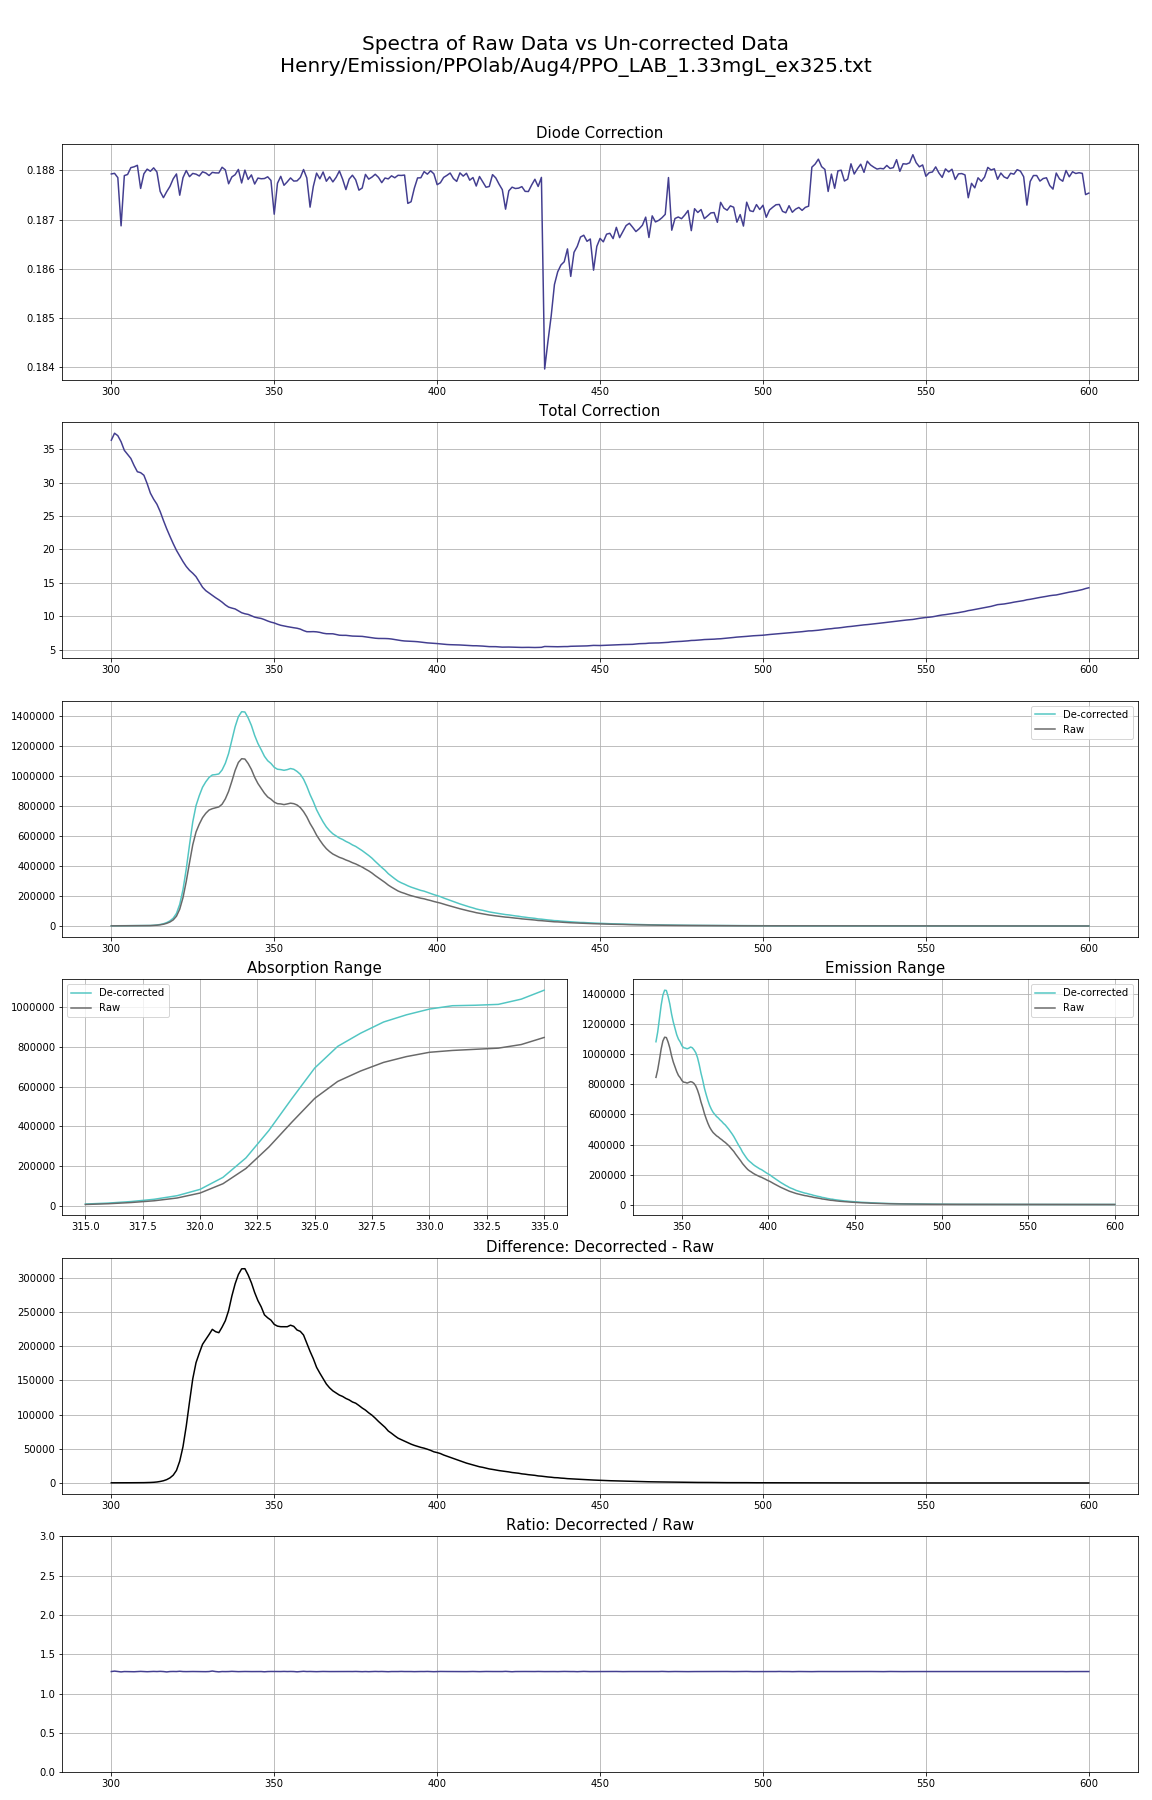 Spectra of Raw Data vs Un-corrected Data
Henry/Emission/PPOlab/Aug4/PPO_LAB_1.33mgL_ex325.txt
Diode Correction
0.188
0.187
0.186
0.185
0.184
300 350 400 450 500 550 600
Total Correction
35
30
25
20
15
10
5
300 350 400 450 500 550 600
De-corrected
Raw
1400000
1200000
1000000
800000
600000
400000
200000
0
300 350 400 450 500 550 600
Absorption Range
De-corrected
Raw
1000000
800000
600000
400000
200000
0
315.0 317.5 320.0 322.5 325.0 327.5 330.0 332.5 335.0
Emission Range
De-corrected
Raw
1400000
1200000
1000000
800000
600000
400000
200000
0
350 400 450 500 550 600
Difference: Decorrected - Raw
300000
250000
200000
150000
100000
50000
0
300 350 400 450 500 550 600
Ratio: Decorrected / Raw
3.0
2.5
2.0
1.5
1.0
0.5
0.0
300 350 400 450 500 550 600